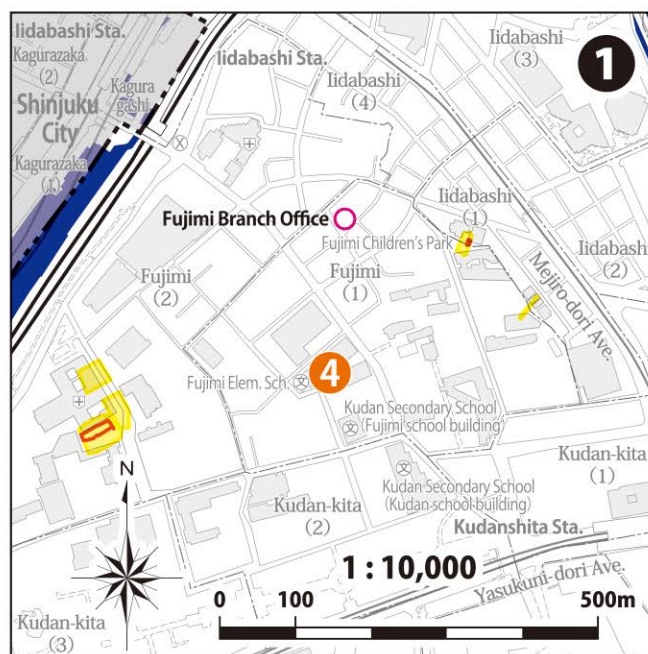 Iidabashi Sta.
Kagurazaka
(2)
Kagura
gashi
Shinjuku
City
Kagurazaka
(1)
Iidabashi Sta.
Iidabashi
(4)
Iidabashi
(3)
1
Fujimi Branch Office
Iidabashi
(1)
Fujimi Children's Park
Fujimi
(2)
Fujimi
(1)
Iidabashi
(2)
Mejiro-dori Ave.
Fujimi Elem. Sch.
文
4
Kudan Secondary School
(Fujimi school building)
文
文
Kudan Secondary School
(Kudan school building)
Kudan-kita
(1)
Kudan-kita
(2)
Kudanshita Sta.
N
1 : 10,000
Yasukuni-dori Ave.
0 100 500m
Kudan-kita
(3)